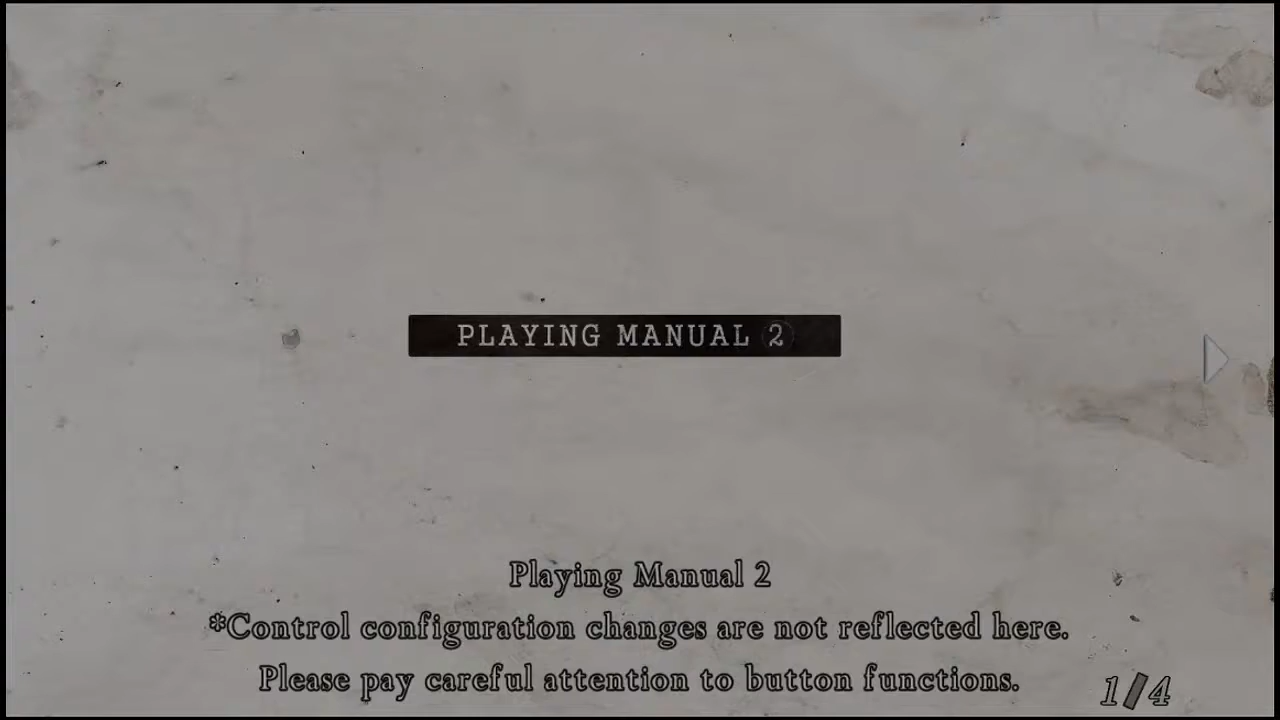 PLAYING MANUAL 2
Playing Manual 2
*Control configuration changes are not reflected here.
Please pay careful attention to button functions.
1/4